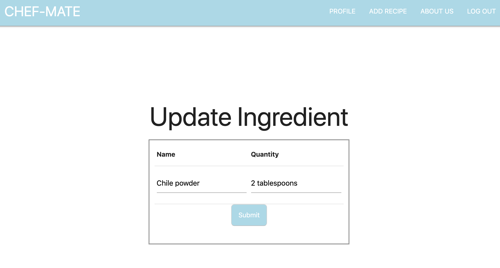 CHEF-MATE PROFILE ADD RECIPE ABOUT US LOG OUT
Update Ingredient
Name Quantity
Chile powder 2 tablespoons
Submit